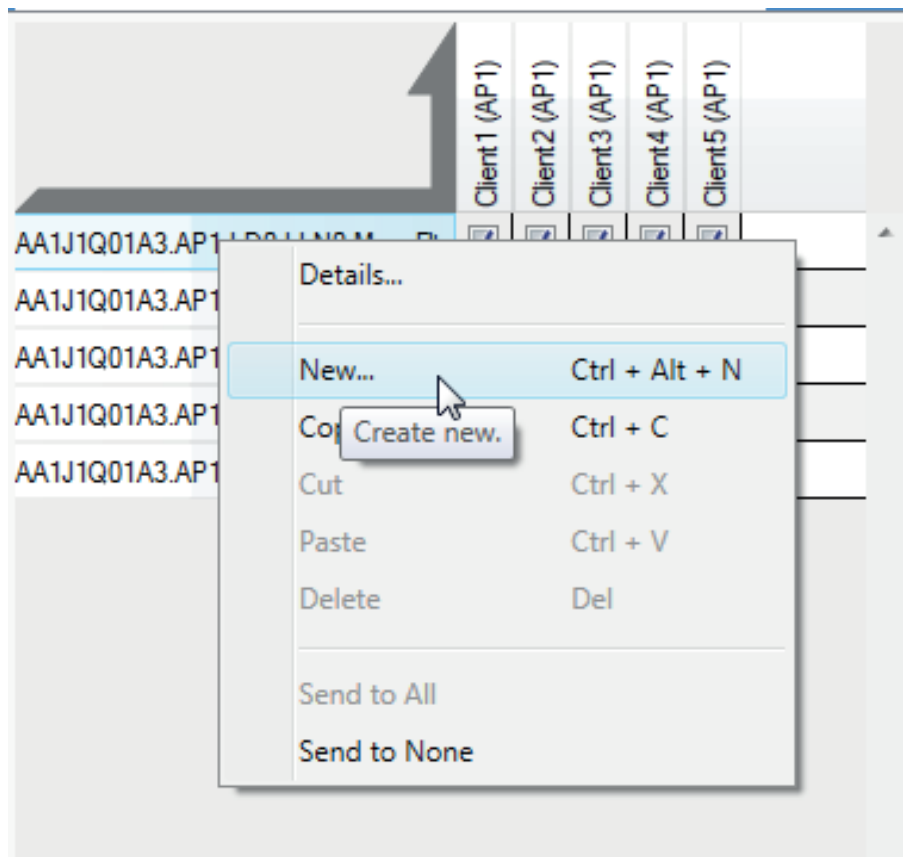 Client1 (AP1)
Client2 (AP1)
Client3 (AP1)
Client4 (AP1)
Client5 (AP1)
AA1J1Q01A3.AP1
Details...
AA1J1Q01A3.AP1
AA1J1Q01A3.AP1
New... Ctrl + Alt + N
AA1J1Q01A3.AP1
Ctrl + C
Create new.
AA1J1Q01A3.AP1
Cut Ctrl + X
Paste Ctrl + V
Delete Del
Send to All
Send to None